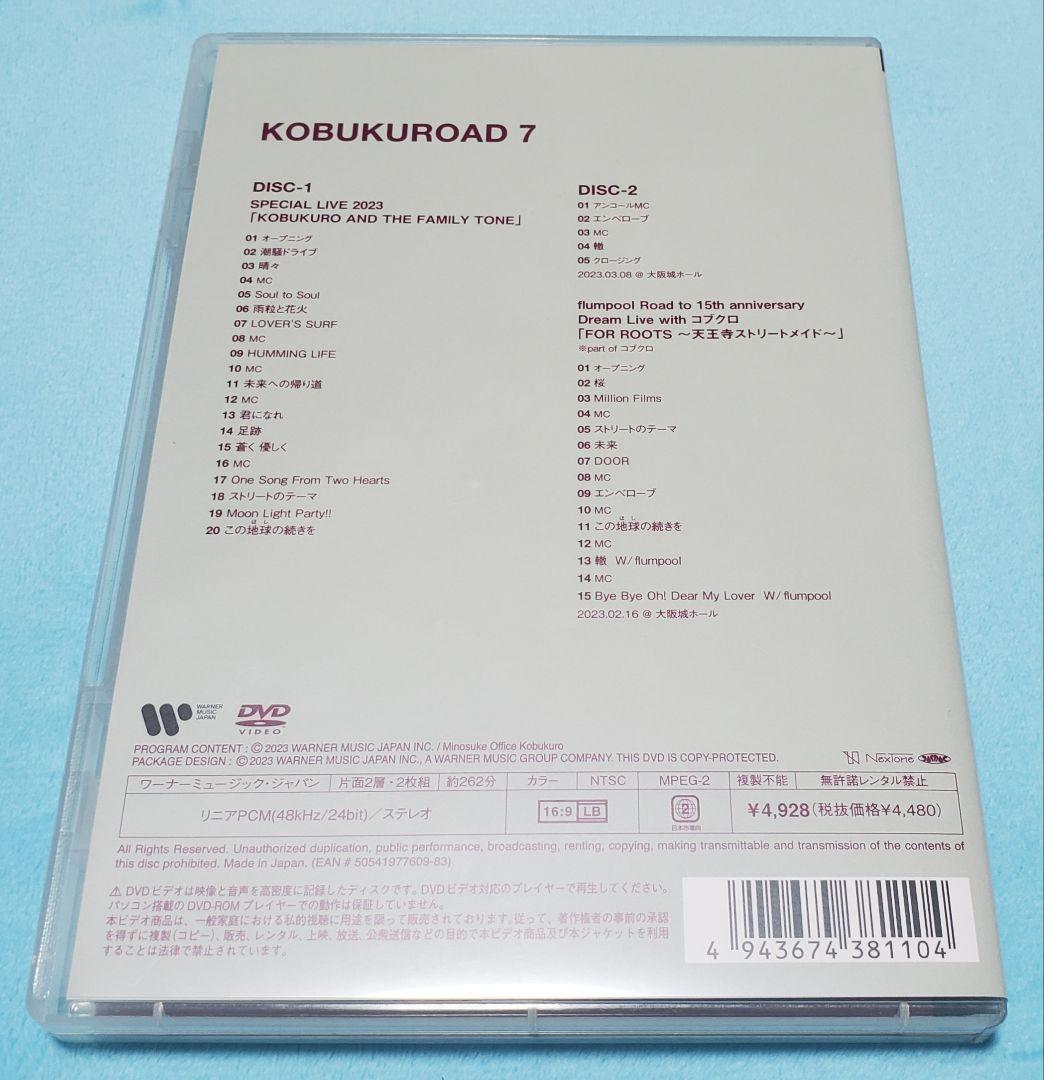 KOBUKUROAD 7
DISC-1
SPECIAL LIVE 2023
「KOBUKURO AND THE FAMILY TONE」
01 オープニング
02 潮騒ドライブ
03 晴々
04 MC
05 Soul to Soul
06 雨粒と花火
07 LOVER'S SURF
08 MC
09 HUMMING LIFE
10 MC
11 未来への帰り道
12 MC
13 君になれ
14 足跡
15 蒼く 優しく
16 MC
17 One Song From Two Hearts
18 ストリートのテーマ
19 Moon Light Party!!
はし
20 この地球の続きを
DISC-2
01 アンコールMC
02 エンベロープ
03 MC
04 轍
05 クロージング
2023.03.08 @ 大阪城ホール
flumpool Road to 15th anniversary
Dream Live with コブクロ
「FOR ROOTS ～天王寺ストリートメイド～」
※part of コブクロ
01 オープニング
02 桜
03 Million Films
04 MC
05 ストリートのテーマ
06 未来
07 DOOR
08 MC
09 エンベロープ
10 MC
はし
11 この地球の続きを
12 MC
13 轍 W/ flumpool
14 MC
15 Bye Bye Oh! Dear My Lover W/ flumpool
2023.02.16 @ 大阪城ホール
WARNER
MUSIC
JAPAN
DVD
VIDEO
PROGRAM CONTENT : Ⓒ 2023 WARNER MUSIC JAPAN INC. / Minosuke Office Kobukuro
PACKAGE DESIGN : Ⓒ2023 WARNER MUSIC JAPAN INC., A WARNER MUSIC GROUP COMPANY. THIS DVD IS COPY-PROTECTED.
NexTone
ワーナーミュージック・ジャパン 片面2層・2枚組 約262分 カラー NTSC MPEG-2 複製不能 無許諾レンタル禁止
リニアPCM(48kHz/24bit)／ステレオ 16:9 LB 2 ¥4,928(税抜価格¥4,480)
日本市場向
All Rights Reserved. Unauthorized duplication, public performance, broadcasting, renting, copying, making transmittable and transmission of the contents of
this disc prohibited. Made in Japan. (EAN # 50541977609-83)
⚠ DVDビデオは映像と音声を高密度に記録したディスクです。DVDビデオ対応のプレイヤーで再生してください。
パソコン搭載のDVD-ROMプレイヤーでの動作は保証していません。
本ビデオ商品は、一般家庭における私的視聴に用途を限って販売されております。従って、著作権者の事前の承認
を得ずに複製(コピー)、販売、レンタル、上映、放送、公衆送信などの目的で本ビデオ商品及び本ジャケットを利用
することは法律で禁止されています。
4 943674 381104